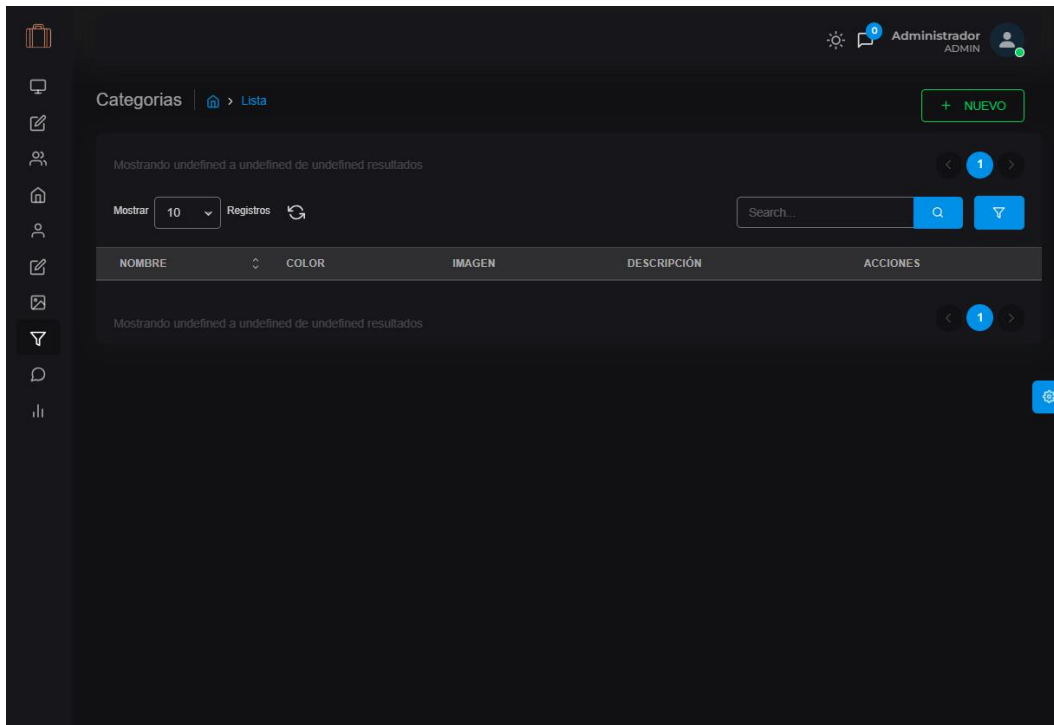 0
Administrador
ADMIN
Categorias
Lista
+ NUEVO
Mostrando undefined a undefined de undefined resultados
1
Mostrar 10 Registros
Search...
NOMBRE COLOR IMAGEN DESCRIPCIÓN ACCIONES
Mostrando undefined a undefined de undefined resultados
1